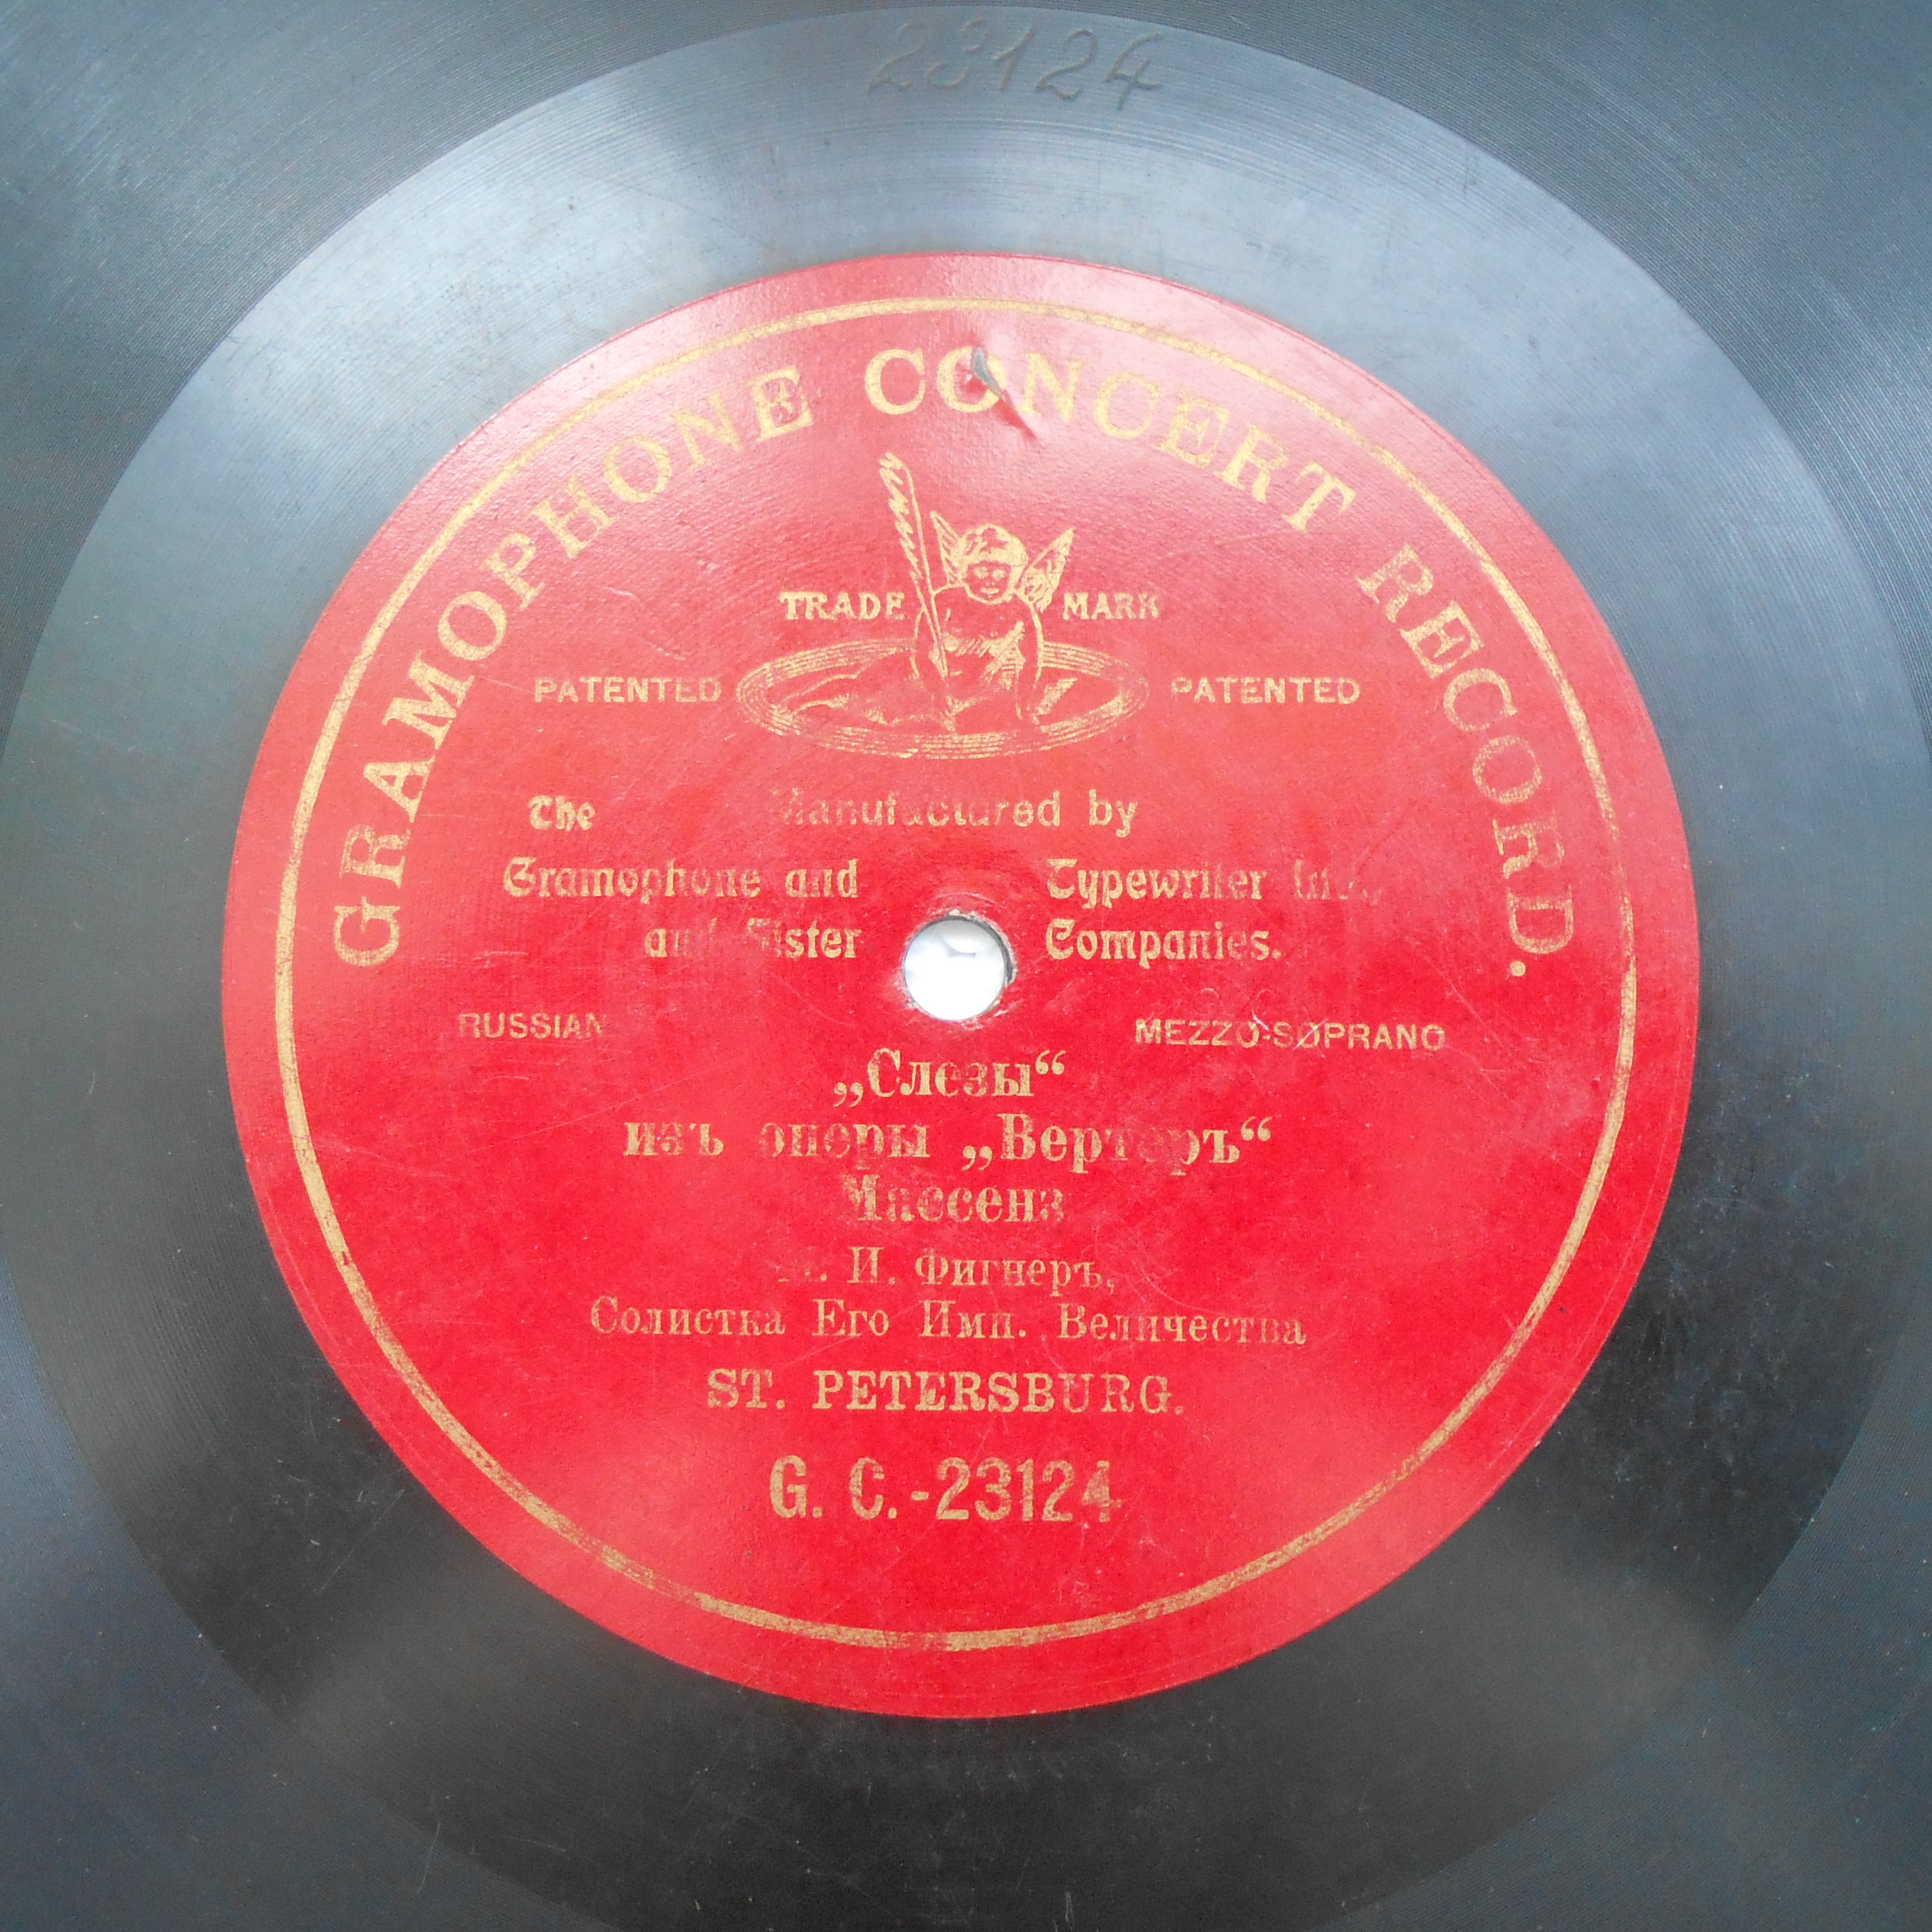 23124
GRAMOPHONE CONCERT RECORD.
TRADE MARK
PATENTED PATENTED
The Manufactured by
Gramophone and Typewriter
and Sister Companies.
RUSSIAN MEZZO-SOPRANO
„Слезы“
изъ оперы „Вертеръ“
Массенэ
И. Фигнеръ,
Солистка Его Имп. Величества
ST. PETERSBURG.
G. C.-23124